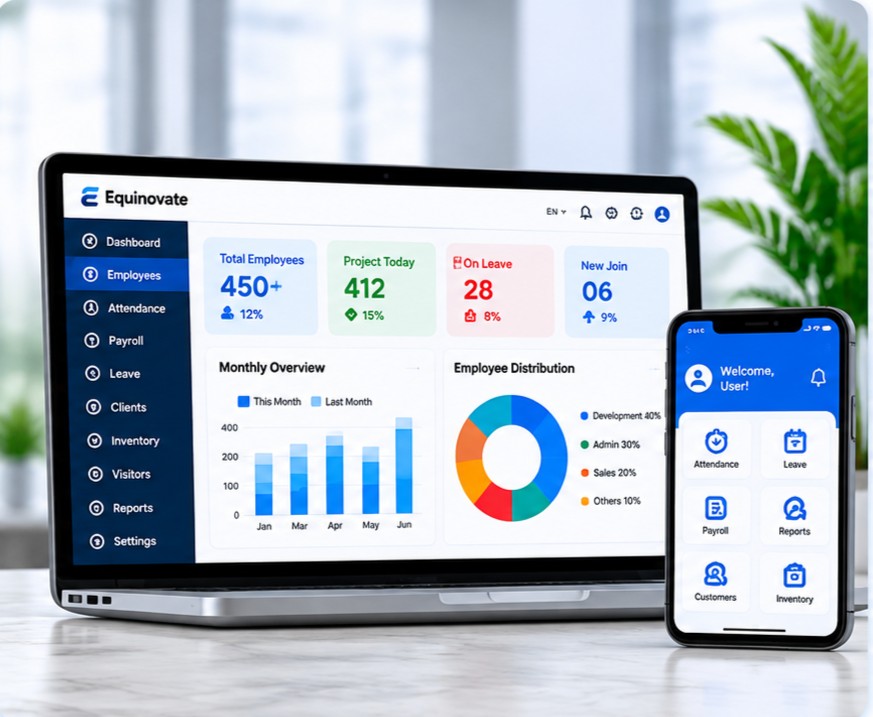 Equinovate
EN
Dashboard
Employees
Attendance
Payroll
Leave
Clients
Inventory
Visitors
Reports
Settings
Total Employees
450+
12%
Project Today
412
15%
On Leave
28
8%
New Join
06
9%
Monthly Overview
This Month
Last Month
400
200
100
0
Jan
Mar
Apr
May
Jun
Employee Distribution
Development 40%
Admin 30%
Sales 20%
Others 10%
Welcome,
User!
Attendance
Leave
Payroll
Reports
Customers
Inventory